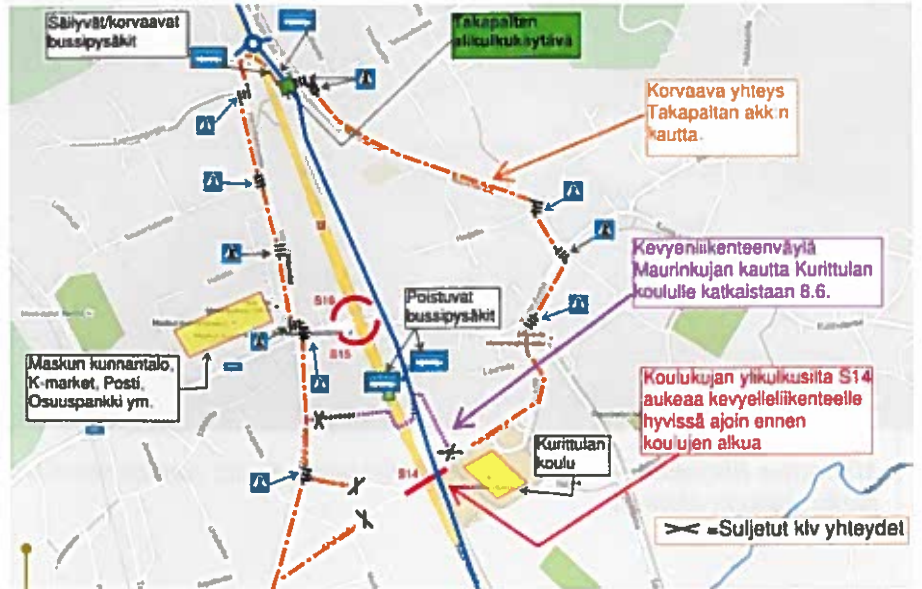 Säilyvät/korvaavat
bussipysäkit
Takapaltan
alikulkukäytävä
Korvaava yhteys
Takapaltan akk:n
kautta.
Kevyenliikenteenväylä
Maurinkujan kautta Kurittulan
koululle katkaistaan 8.6.
S16
S15
Poistuvat
bussipysäkit
Maskun kunnantalo,
K-market, Posti,
Osuuspankki ym.
Koulukujan ylikulkusilta S14
aukeaa kevyelleliikenteelle
hyvissä ajoin ennen
koulujen alkua
Kurittulan
koulu
S14
=Suljetut klv yhteydet